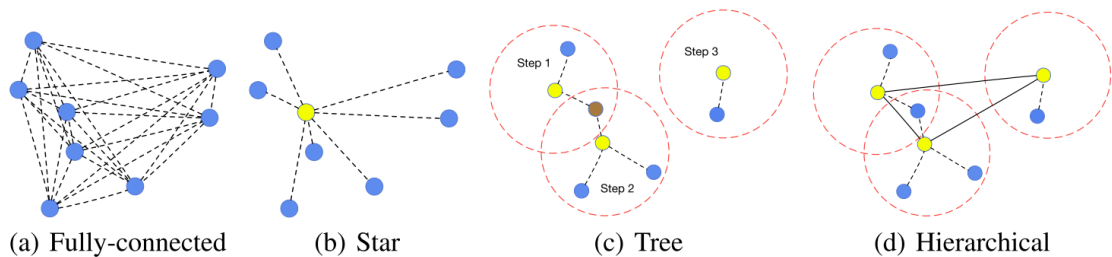 Step 1
Step 2
Step 3
(a) Fully-connected
(b) Star
(c) Tree
(d) Hierarchical